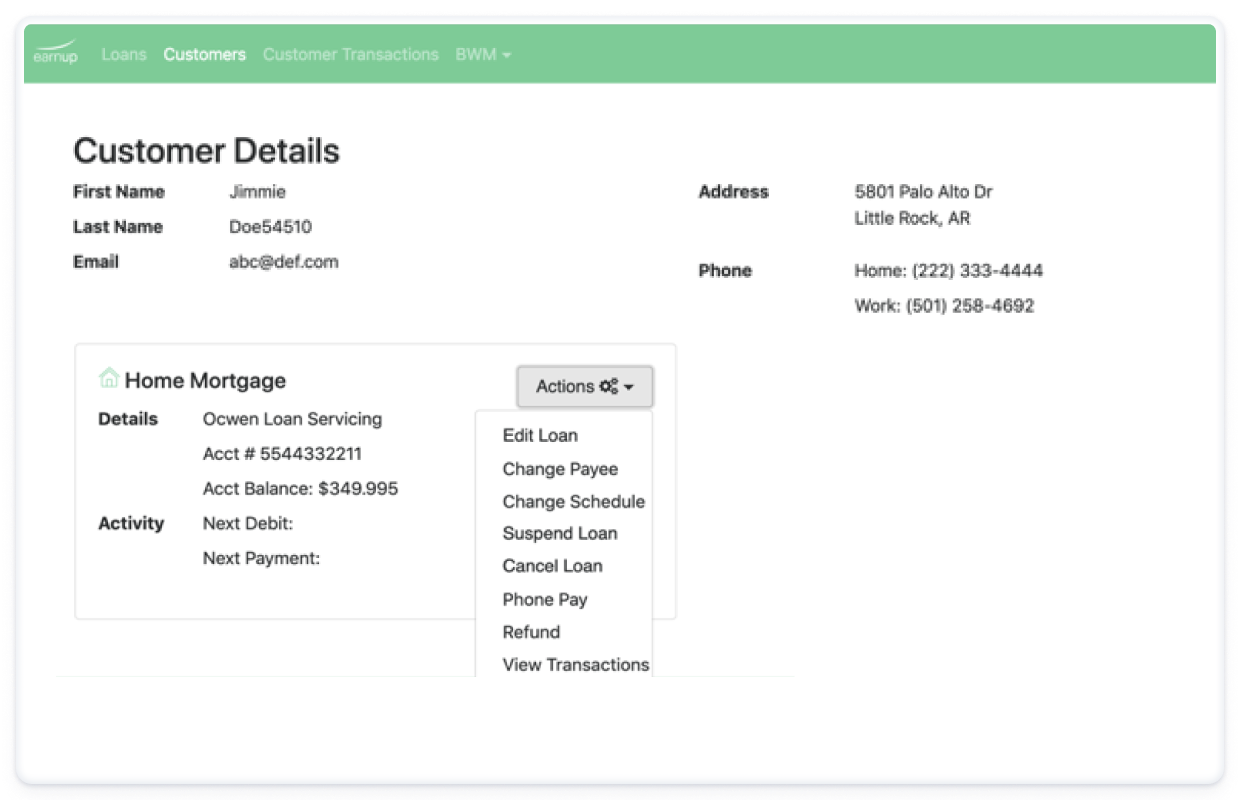 earnup Loans Customers Customer Transactions BWM
Customer Details
First Name Jimmie
Last Name Doe54510
Email abc@def.com
Address 5801 Palo Alto Dr
Little Rock, AR
Phone Home: (222) 333-4444
Work: (501) 258-4692
Home Mortgage
Details Ocwen Loan Servicing
Acct # 5544332211
Acct Balance: $349.995
Activity Next Debit:
Next Payment:
Actions
Edit Loan
Change Payee
Change Schedule
Suspend Loan
Cancel Loan
Phone Pay
Refund
View Transactions